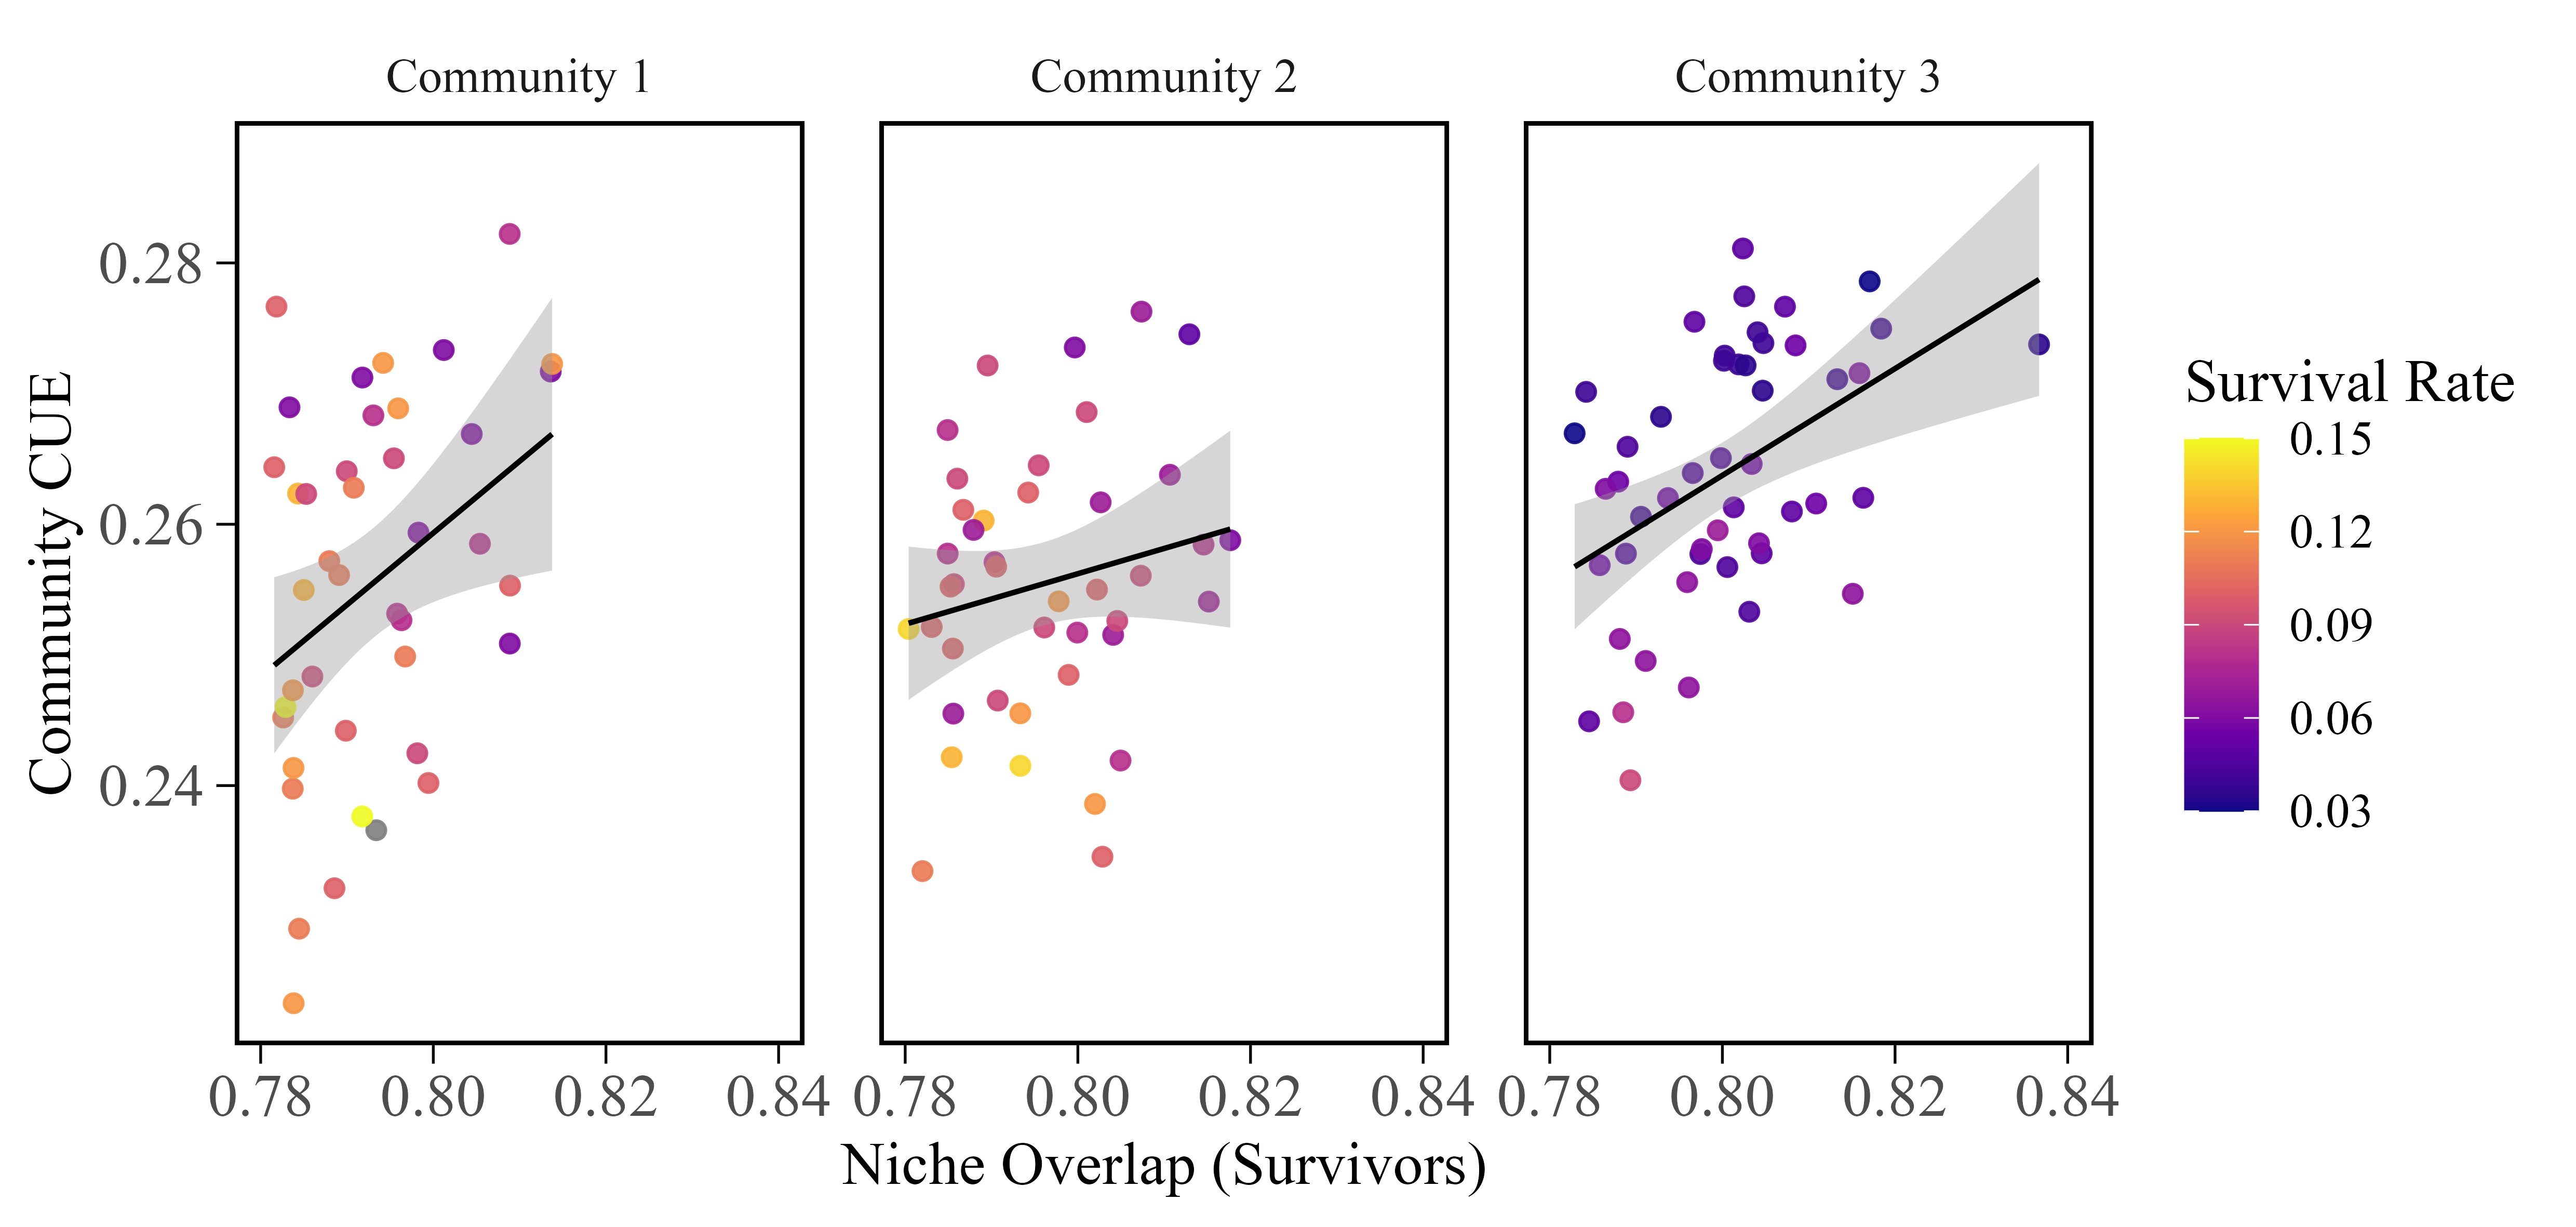 Community 1
Community 2
Community 3
Community CUE
0.28
0.26
0.24
0.78 0.80 0.82 0.84
0.78 0.80 0.82 0.84
0.78 0.80 0.82 0.84
Niche Overlap (Survivors)
Survival Rate
0.15
0.12
0.09
0.06
0.03